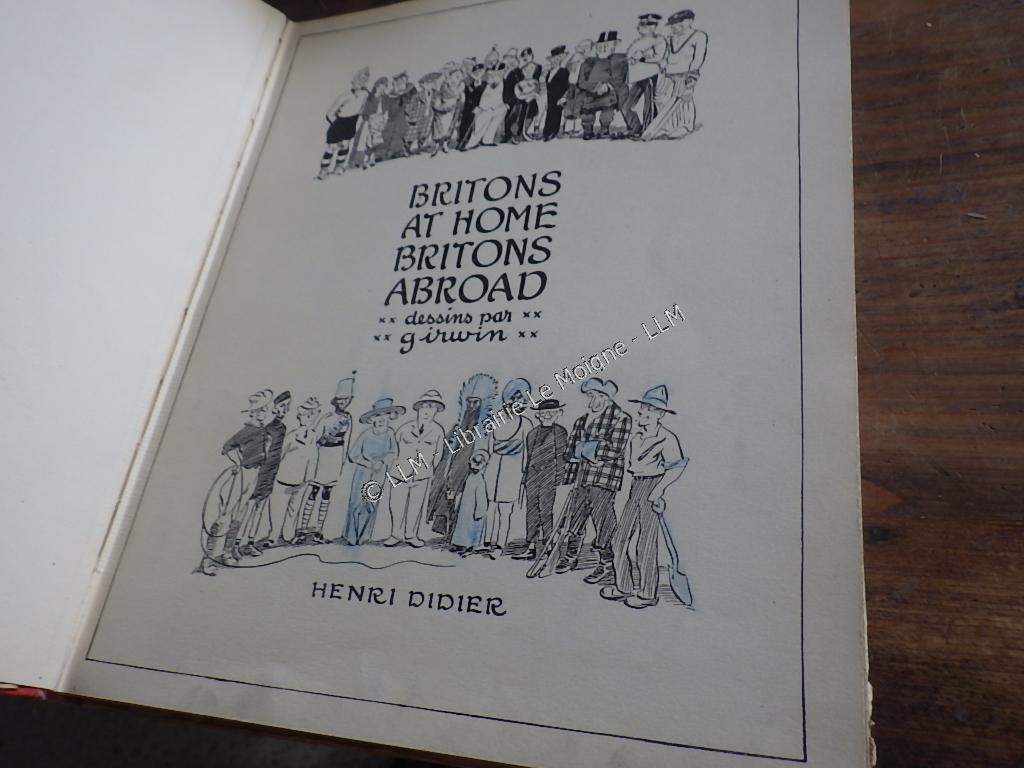 BRITONS
AT HOME
BRITONS
ABROAD
×× dessins par ××
×× g. irwin ××
© LLM - Librairie Le Moigne - LLM
HENRI DIDIER